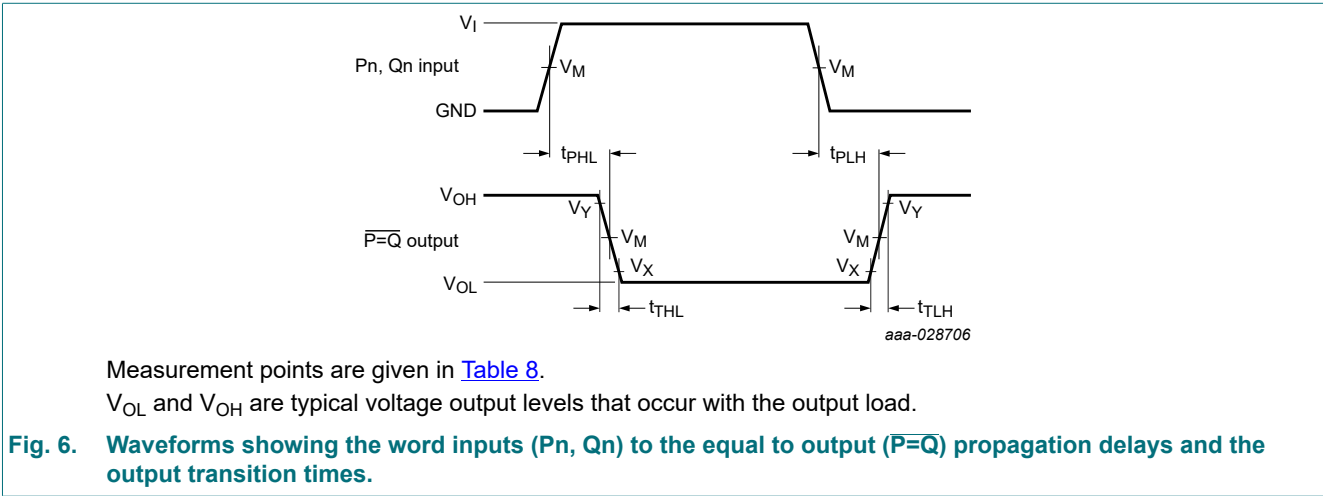 VI
Pn, Qn input
VM
VM
GND
tPHL
tPLH
VOH
VY
VY
P=Q output
VM
VM
VX
VX
VOL
tTHL
tTLH
aaa-028706
Measurement points are given in Table 8.
VOL and VOH are typical voltage output levels that occur with the output load.
Fig. 6. Waveforms showing the word inputs (Pn, Qn) to the equal to output (P=Q) propagation delays and the
output transition times.